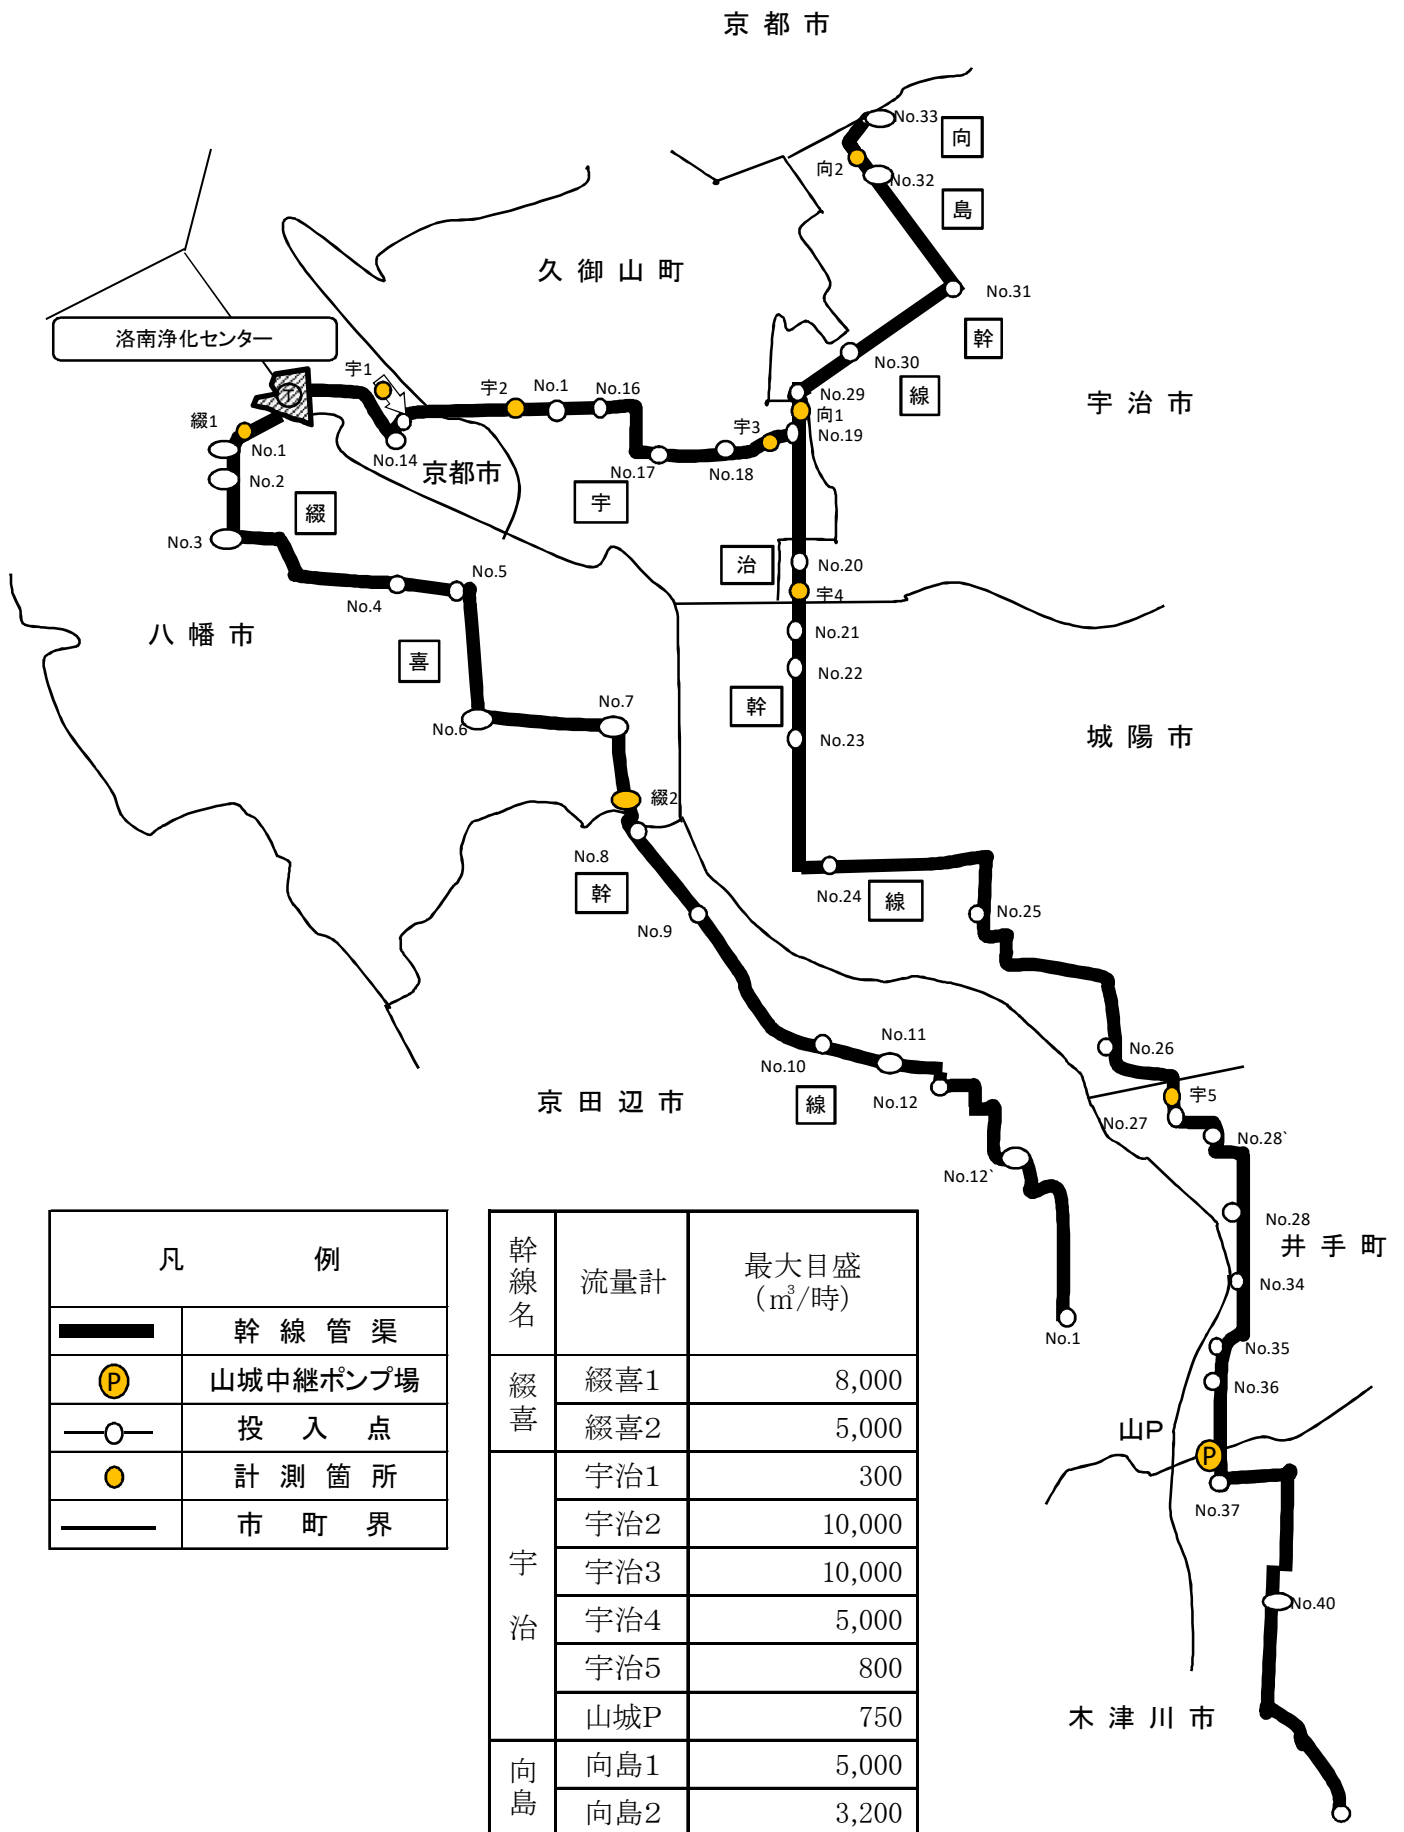 京都市
No.33
向
向2
No.32
島
久御山町
No.31
洛南浄化センター
幹
宇1
No.30
宇2
No.1
No.16
No.29
線
宇治市
T
向1
綴1
宇3
No.19
No.1
No.14
京都市
No.17
No.18
No.2
宇
綴
No.3
治
No.20
No.5
No.4
宇4
八幡市
No.21
喜
No.22
No.7
幹
No.6
No.23
城陽市
綴2
No.8
幹
No.24
線
No.9
No.25
No.11
No.26
No.10
京田辺市
線
No.12
宇5
No.27
No.28`
No.12`
No.28
井手町
No.34
No.1
No.35
No.36
山P
P
No.37
No.40
木津川市
凡例
幹線管渠
P 山城中継ポンプ場
投入点
計測箇所
市町界
幹線名 流量計 最大目盛
(㎥/時)
綴喜 綴喜1 8,000
綴喜2 5,000
宇治 宇治1 300
宇治2 10,000
宇治3 10,000
宇治4 5,000
宇治5 800
山城P 750
向島 向島1 5,000
向島2 3,200